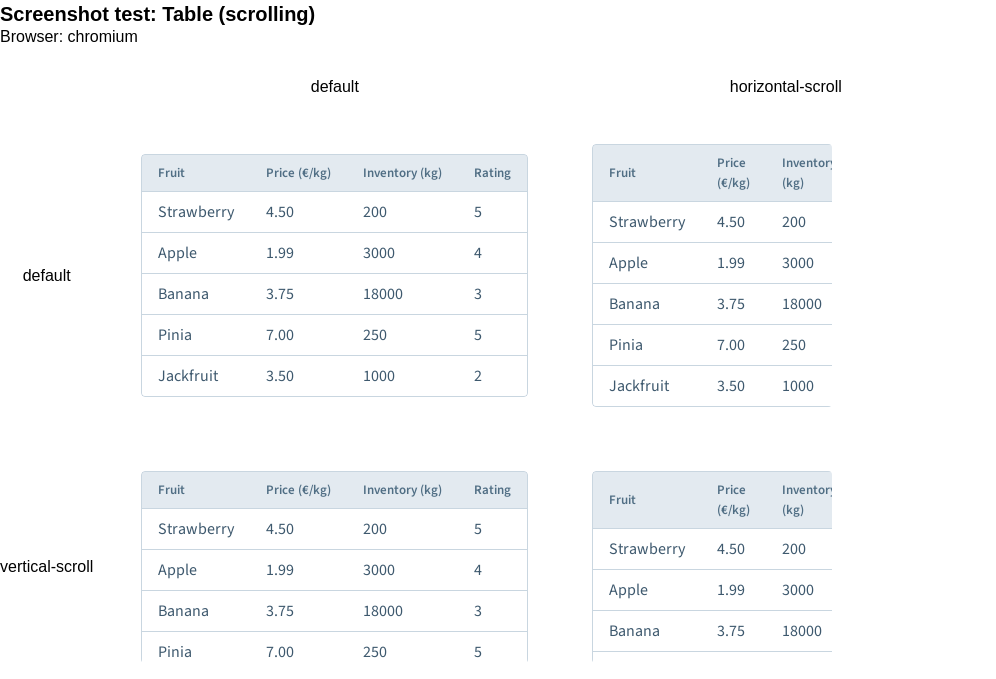 Screenshot test: Table (scrolling)
Browser: chromium
default
horizontal-scroll
default
Fruit Price (€/kg) Inventory (kg) Rating
Strawberry 4.50 200 5
Apple 1.99 3000 4
Banana 3.75 18000 3
Pinia 7.00 250 5
Jackfruit 3.50 1000 2
Fruit Price (€/kg) Inventory (kg)
Strawberry 4.50 200
Apple 1.99 3000
Banana 3.75 18000
Pinia 7.00 250
Jackfruit 3.50 1000
vertical-scroll
Fruit Price (€/kg) Inventory (kg) Rating
Strawberry 4.50 200 5
Apple 1.99 3000 4
Banana 3.75 18000 3
Pinia 7.00 250 5
Fruit Price (€/kg) Inventory (kg)
Strawberry 4.50 200
Apple 1.99 3000
Banana 3.75 18000